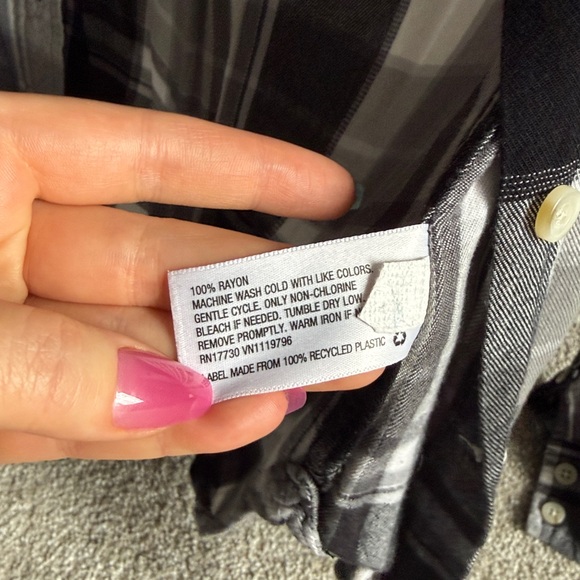 100% RAYON
MACHINE WASH COLD WITH LIKE COLORS.
GENTLE CYCLE. ONLY NON-CHLORINE
BLEACH IF NEEDED. TUMBLE DRY LOW.
REMOVE PROMPTLY. WARM IRON IF
RN17730 VN1119796
LABEL MADE FROM 100% RECYCLED PLASTIC